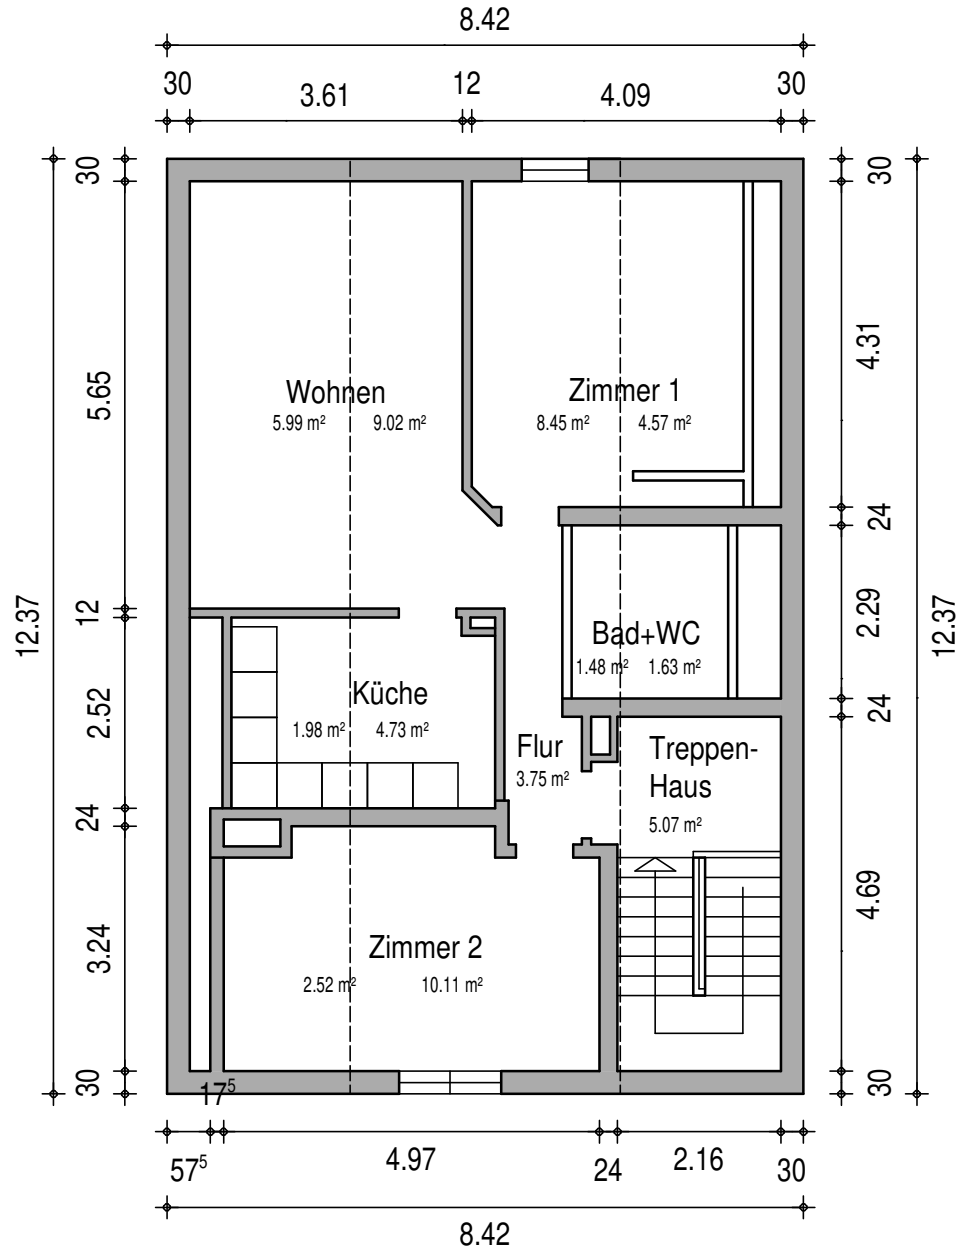 8.42
30 3.61 12 4.09 30
30
30
4.31
5.65
Wohnen
5.99 m² 9.02 m²
Zimmer 1
8.45 m² 4.57 m²
24
12.37
12
2.29
12.37
Bad+WC
1.48 m² 1.63 m²
2.52
Küche
1.98 m² 4.73 m²
24
Flur
3.75 m²
Treppen-
Haus
5.07 m²
24
4.69
3.24
Zimmer 2
2.52 m² 10.11 m²
30
30
17⁵
57⁵ 4.97 24 2.16 30
8.42